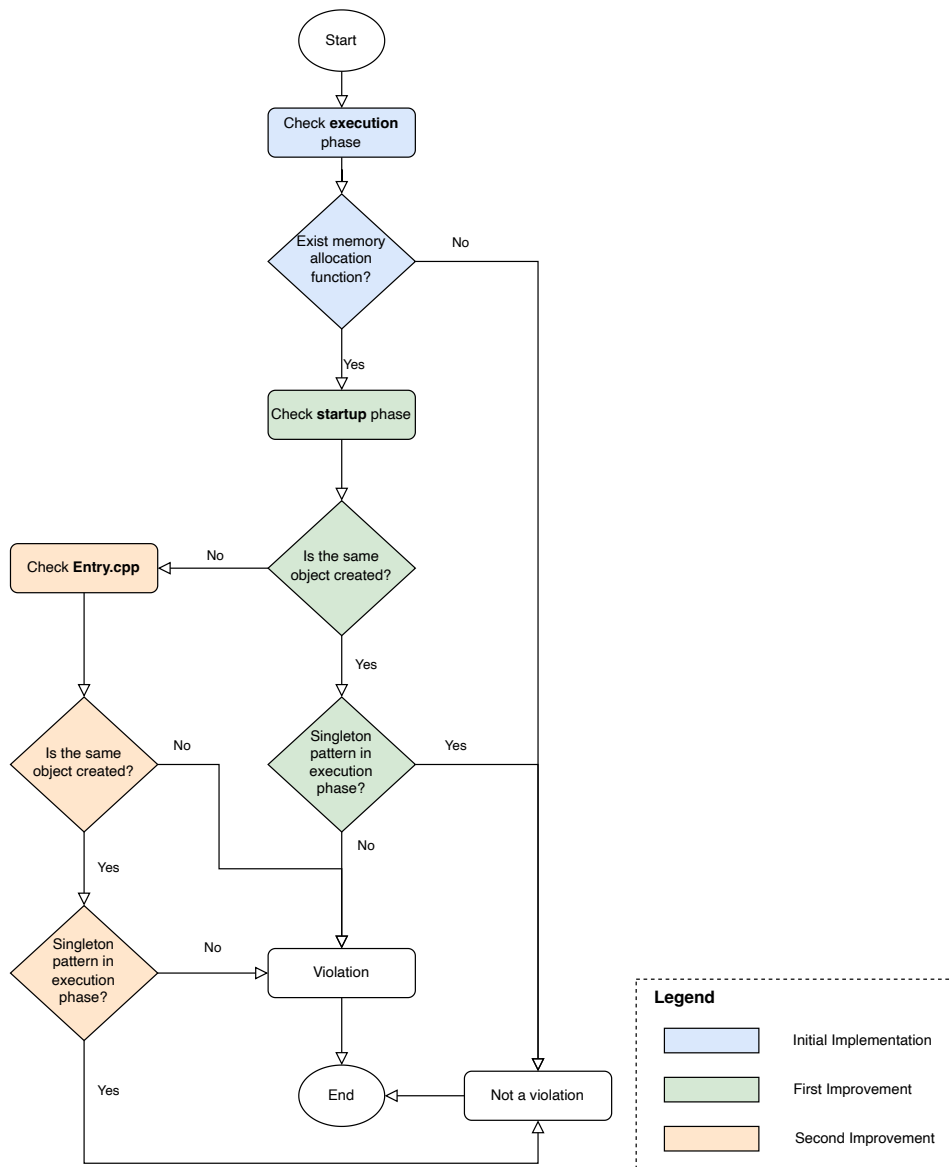 Start
Check execution
phase
Exist memory
allocation
function?
No
Yes
Check startup phase
Is the same
object created?
No
Check Entry.cpp
Yes
Is the same
object created?
No
Singleton
pattern in
execution
phase?
Yes
No
Yes
Singleton
pattern in
execution
phase?
No
Violation
Yes
End
Not a violation
Legend
Initial Implementation
First Improvement
Second Improvement